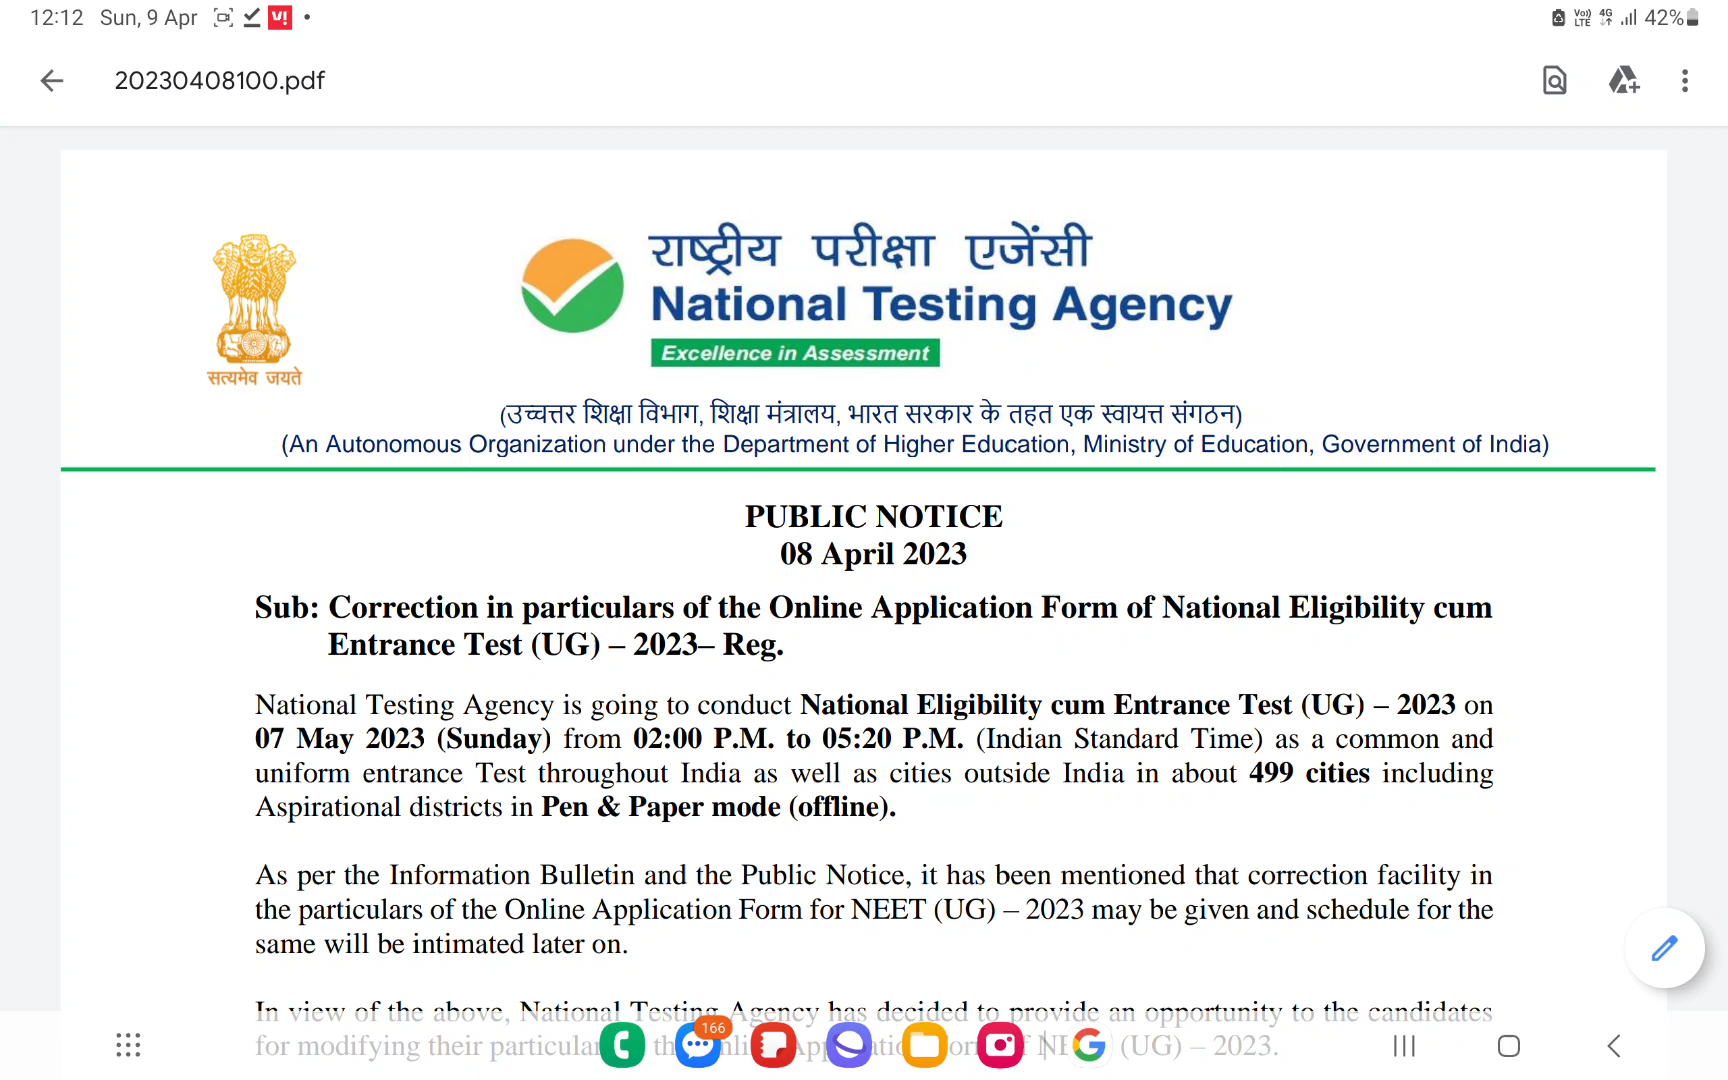 12:12 Sun, 9 Apr
Vo) LTE 4G 42%
20230408100.pdf
राष्ट्रीय परीक्षा एजेंसी
National Testing Agency
Excellence in Assessment
सत्यमेव जयते
(उच्चत्तर शिक्षा विभाग, शिक्षा मंत्रालय, भारत सरकार के तहत एक स्वायत्त संगठन)
(An Autonomous Organization under the Department of Higher Education, Ministry of Education, Government of India)
PUBLIC NOTICE
08 April 2023
Sub: Correction in particulars of the Online Application Form of National Eligibility cum
Entrance Test (UG) – 2023– Reg.
National Testing Agency is going to conduct National Eligibility cum Entrance Test (UG) – 2023 on
07 May 2023 (Sunday) from 02:00 P.M. to 05:20 P.M. (Indian Standard Time) as a common and
uniform entrance Test throughout India as well as cities outside India in about 499 cities including
Aspirational districts in Pen & Paper mode (offline).
As per the Information Bulletin and the Public Notice, it has been mentioned that correction facility in
the particulars of the Online Application Form for NEET (UG) – 2023 may be given and schedule for the
same will be intimated later on.
In view of the above, National Testing Agency has decided to provide an opportunity to the candidates
for modifying their (UG) – 2023.
166